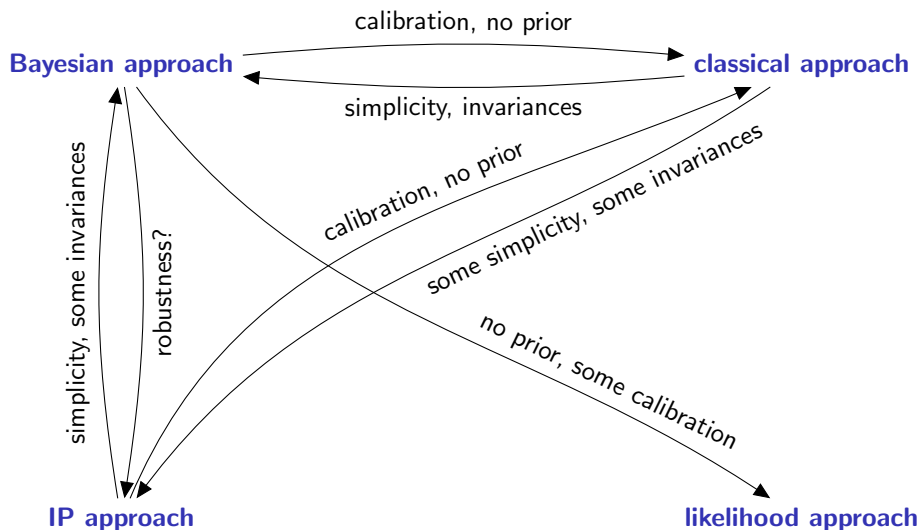 calibration, no prior
Bayesian approach
classical approach
simplicity, invariances
calibration, no prior
some simplicity, some invariances
simplicity, some invariances
robustness?
no prior, some calibration
IP approach
likelihood approach